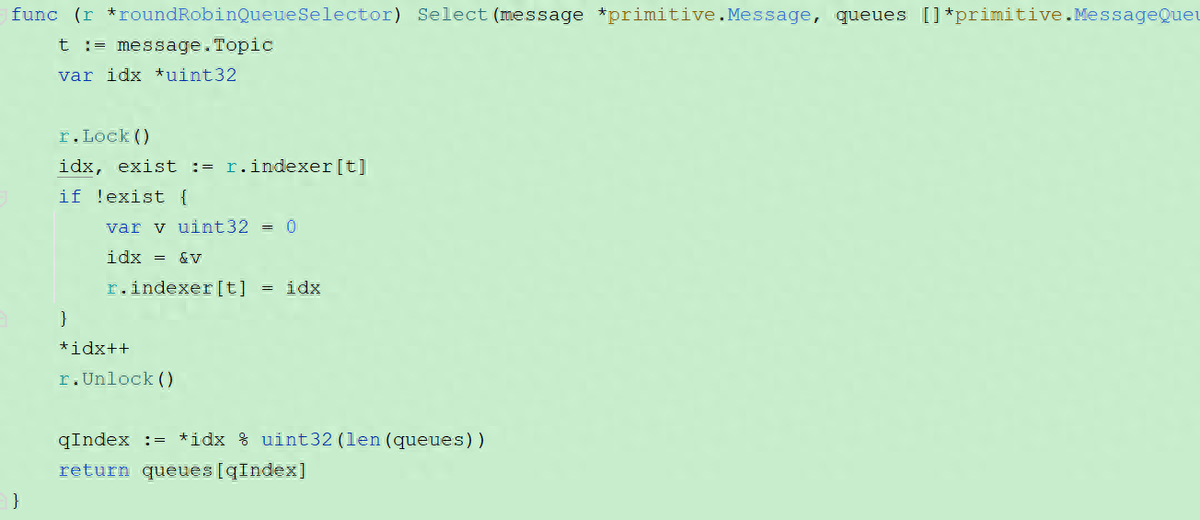 func (r *roundRobinQueueSelector) Select(message *primitive.Message, queues []*primitive.MessageQueu
    t := message.Topic
    var idx *uint32

    r.Lock()
    idx, exist := r.indexer[t]
    if !exist {
        var v uint32 = 0
        idx = &v
        r.indexer[t] = idx
    }
    *idx++
    r.Unlock()

    qIndex := *idx % uint32(len(queues))
    return queues[qIndex]
}